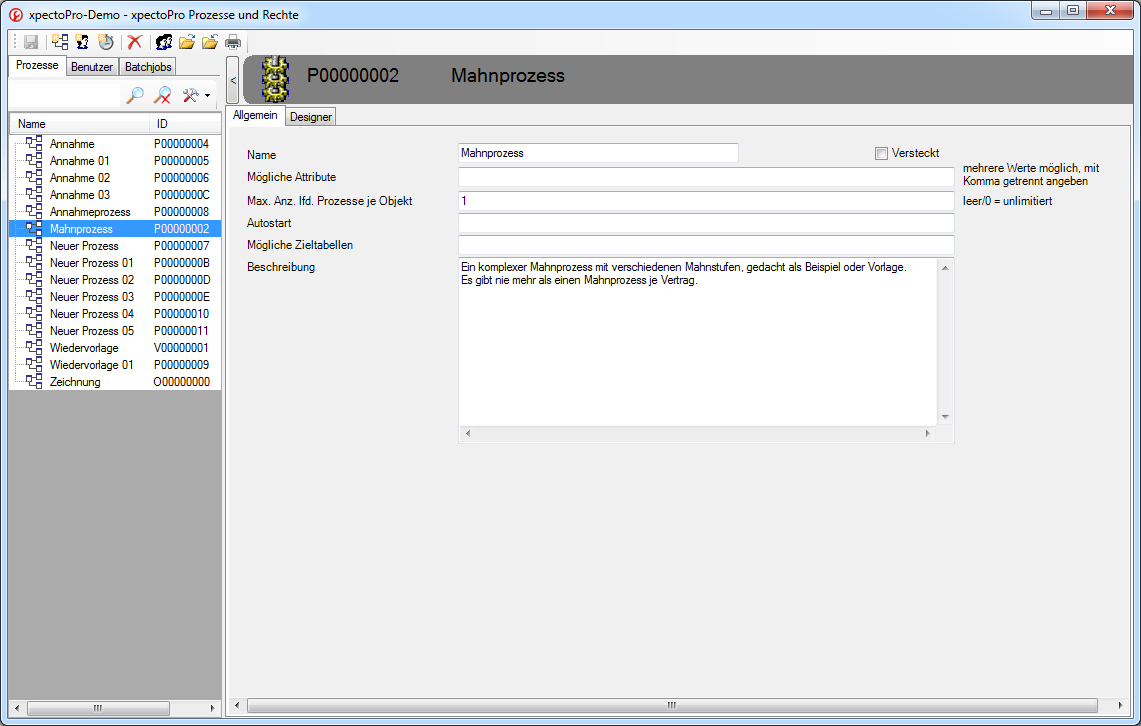 xpectoPro-Demo - xpectoPro Prozesse und Rechte
Prozesse Benutzer Batchjobs
< P00000002 Mahnprozess
Allgemein Designer
Name ID
Annahme P00000004
Annahme 01 P00000005
Annahme 02 P00000006
Annahme 03 P0000000C
Annahmeprozess P00000008
Mahnprozess P00000002
Neuer Prozess P00000007
Neuer Prozess 01 P0000000B
Neuer Prozess 02 P0000000D
Neuer Prozess 03 P0000000E
Neuer Prozess 04 P00000010
Neuer Prozess 05 P00000011
Wiedervorlage V00000001
Wiedervorlage 01 P00000009
Zeichnung O00000000
Name Mahnprozess Versteckt
Mögliche Attribute mehrere Werte möglich, mit
Komma getrennt angeben
Max. Anz. lfd. Prozesse je Objekt 1 leer/0 = unlimitiert
Autostart
Mögliche Zieltabellen
Beschreibung Ein komplexer Mahnprozess mit verschiedenen Mahnstufen, gedacht als Beispiel oder Vorlage.
Es gibt nie mehr als einen Mahnprozess je Vertrag.